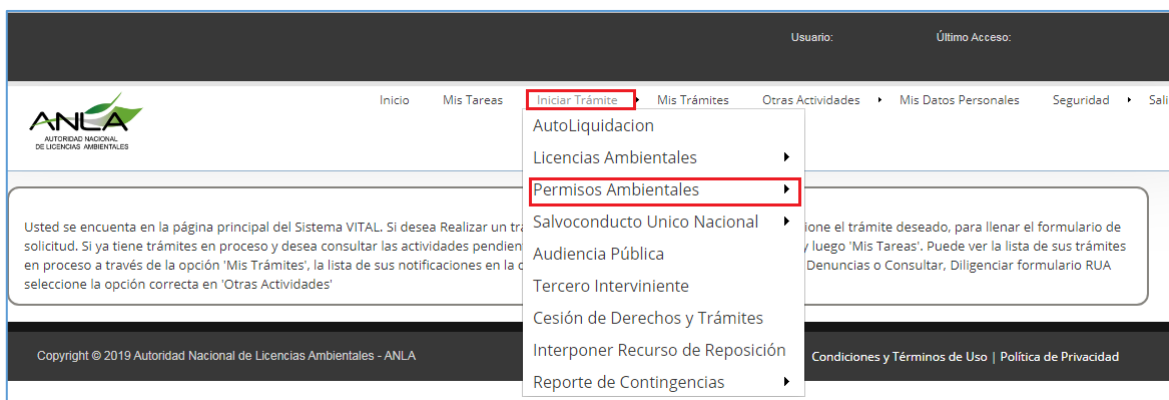 Usuario: Último Acceso:
Inicio Mis Tareas Iniciar Trámite Mis Trámites Otras Actividades Mis Datos Personales Seguridad Sali
ANLA
AUTORIDAD NACIONAL
DE LICENCIAS AMBIENTALES
AutoLiquidacion
Licencias Ambientales
Permisos Ambientales
Salvoconducto Unico Nacional
Audiencia Pública
Tercero Interviniente
Cesión de Derechos y Trámites
Interponer Recurso de Reposición
Reporte de Contingencias
Usted se encuenta en la página principal del Sistema VITAL. Si desea Realizar un tra ione el trámite deseado, para llenar el formulario de
solicitud. Si ya tiene trámites en proceso y desea consultar las actividades pendien y luego 'Mis Tareas'. Puede ver la lista de sus trámites
en proceso a través de la opción 'Mis Trámites', la lista de sus notificaciones en la Denuncias o Consultar, Diligenciar formulario RUA
seleccione la opción correcta en 'Otras Actividades'
Copyright © 2019 Autoridad Nacional de Licencias Ambientales - ANLA Condiciones y Términos de Uso | Política de Privacidad